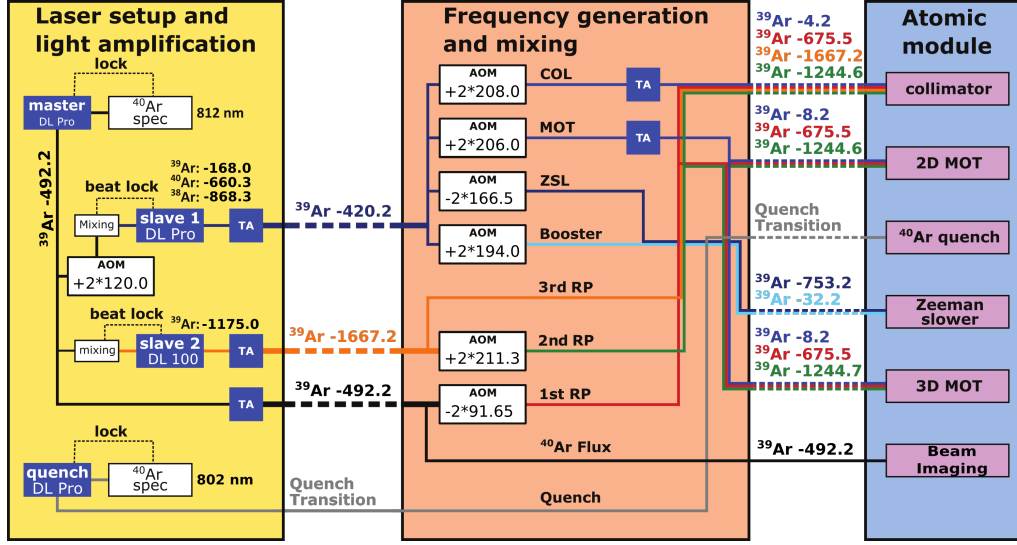 Laser setup and
light amplification
lock
master
DL Pro
⁴⁰Ar
spec
812 nm
³⁹Ar -492.2
³⁹Ar: -168.0
⁴⁰Ar: -660.3
³⁸Ar: -868.3
beat lock
Mixing
slave 1
DL Pro
TA
AOM
+2*120.0
beat lock
³⁹Ar: -1175.0
mixing
slave 2
DL 100
TA
TA
lock
quench
DL Pro
⁴⁰Ar
spec
802 nm
³⁹Ar -420.2
³⁹Ar -1667.2
³⁹Ar -492.2
Quench
Transition
Frequency generation
and mixing
AOM
+2*208.0
COL
TA
AOM
+2*206.0
MOT
TA
AOM
-2*166.5
ZSL
AOM
+2*194.0
Booster
3rd RP
AOM
+2*211.3
2nd RP
AOM
-2*91.65
1st RP
⁴⁰Ar Flux
Quench
³⁹Ar -4.2
³⁹Ar -675.5
³⁹Ar -1667.2
³⁹Ar -1244.6
³⁹Ar -8.2
³⁹Ar -675.5
³⁹Ar -1244.6
Quench
Transition
³⁹Ar -753.2
³⁹Ar -32.2
³⁹Ar -8.2
³⁹Ar -675.5
³⁹Ar -1244.7
³⁹Ar -492.2
Atomic
module
collimator
2D MOT
⁴⁰Ar quench
Zeeman
slower
3D MOT
Beam
Imaging